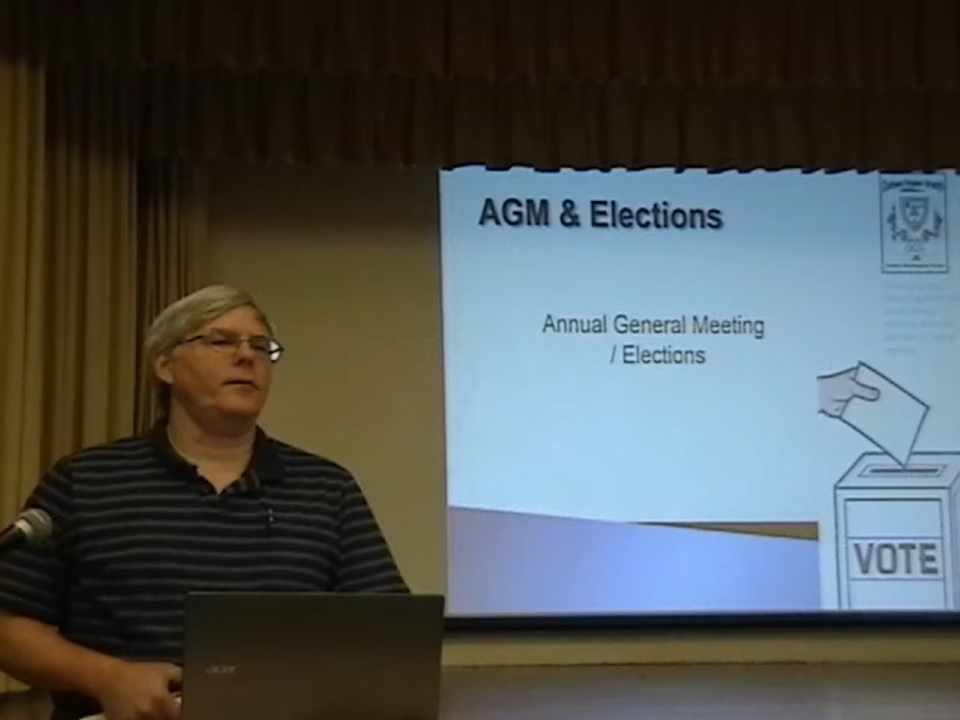 AGM & Elections
Annual General Meeting
/ Elections
VOTE
acer